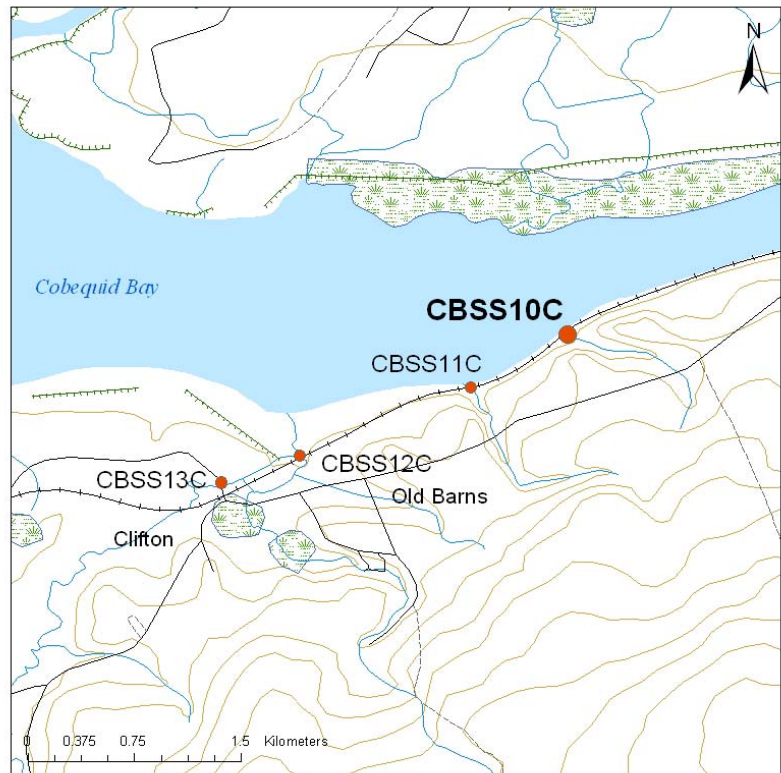 N
Cobequid Bay
CBSS10C
CBSS11C
CBSS12C
CBSS13C
Old Barns
Clifton
0 0.375 0.75 1.5 Kilometers